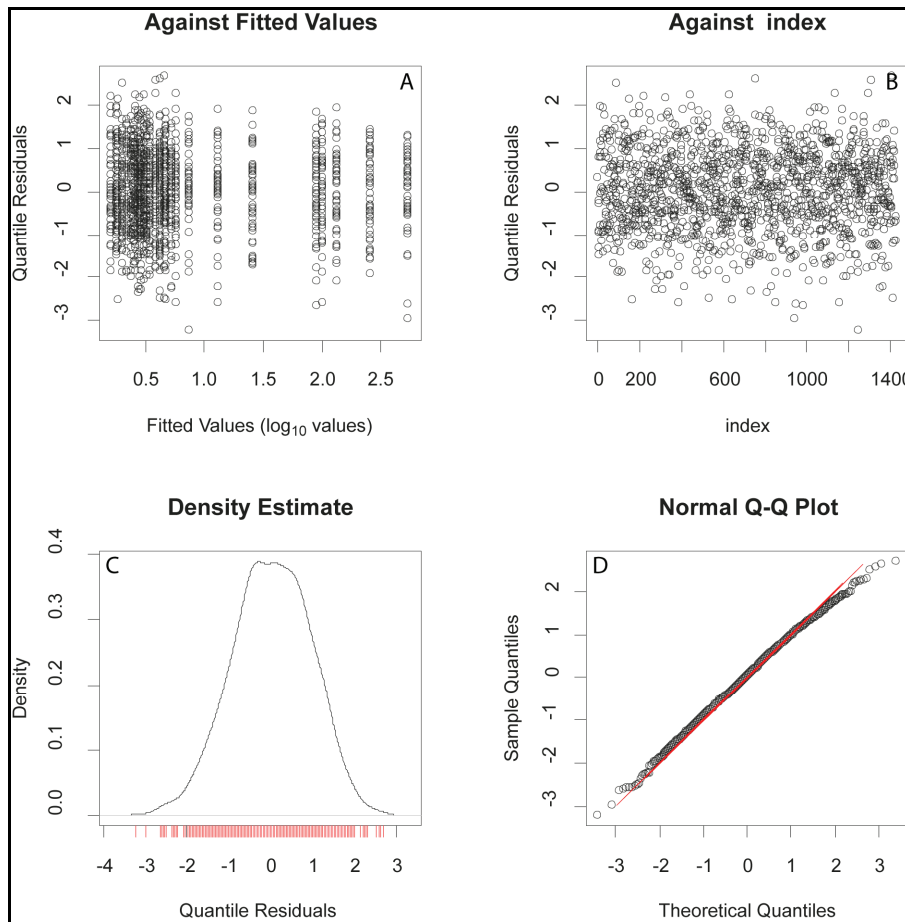 Against Fitted Values
A
Quantile Residuals
2
1
0
-1
-2
-3
0.5 1.0 1.5 2.0 2.5
Fitted Values (log10 values)
Against index
B
Quantile Residuals
2
1
0
-1
-2
-3
0 200 600 1000 1400
index
Density Estimate
C
Density
0.4
0.3
0.2
0.1
0.0
-4 -3 -2 -1 0 1 2 3
Quantile Residuals
Normal Q-Q Plot
D
Sample Quantiles
2
1
0
-1
-2
-3
-3 -2 -1 0 1 2 3
Theoretical Quantiles